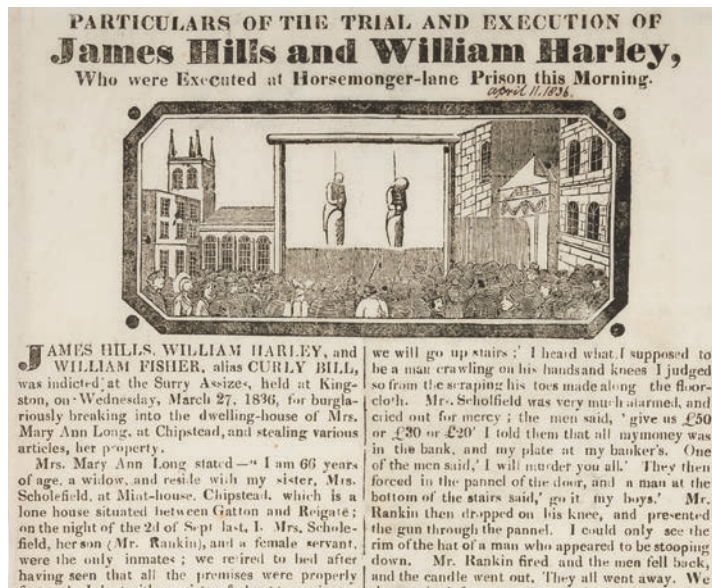 PARTICULARS OF THE TRIAL AND EXECUTION OF
James Hills and William Harley,
Who were Executed at Horsemonger-lane Prison this Morning.
april 11, 1836.
JAMES HILLS, WILLIAM HARLEY, and
WILLIAM FISHER, alias CURLY BILL,
was indicted at the Surry Assizes, held at King-
ston, on Wednesday, March 27, 1836, for burgla-
riously breaking into the dwelling-house of Mrs.
Mary Ann Long, at Chipstead, and stealing various
articles, her property.
Mrs. Mary Ann Long stated—“ I am 66 years
of age, a widow, and reside with my sister, Mrs.
Scholefield, at Mint-house, Chipstead, which is a
lone house situated between Gatton and Reigate ;
on the night of the 2d of Sept last, I, Mrs. Schole-
field, her son (Mr. Rankin), and a female servant,
were the only inmates ; we retired to bed after
having seen that all the premises were properly
we will go up stairs ;’ I heard what I supposed to
be a man crawling on his hands and knees I judged
so from the scraping his toes made along the floor-
cloth. Mrs. Scholfield was very much alarmed, and
cried out for mercy ; the men said, ‘ give us £50
or £30 or £20’ I told them that all mymoney was
in the bank, and my plate at my banker's. One
of the men said,‘ I will murder you all.’ They then
forced in the pannel of the door, and a man at the
bottom of the stairs said,‘ go it my boys.’ Mr.
Rankin then dropped on his knee, and presented
the gun through the pannel. I could only see the
rim of the hat of a man who appeared to be stooping
down. Mr. Rankin fired and the men fell back,
and the candle went out. They all went away. We